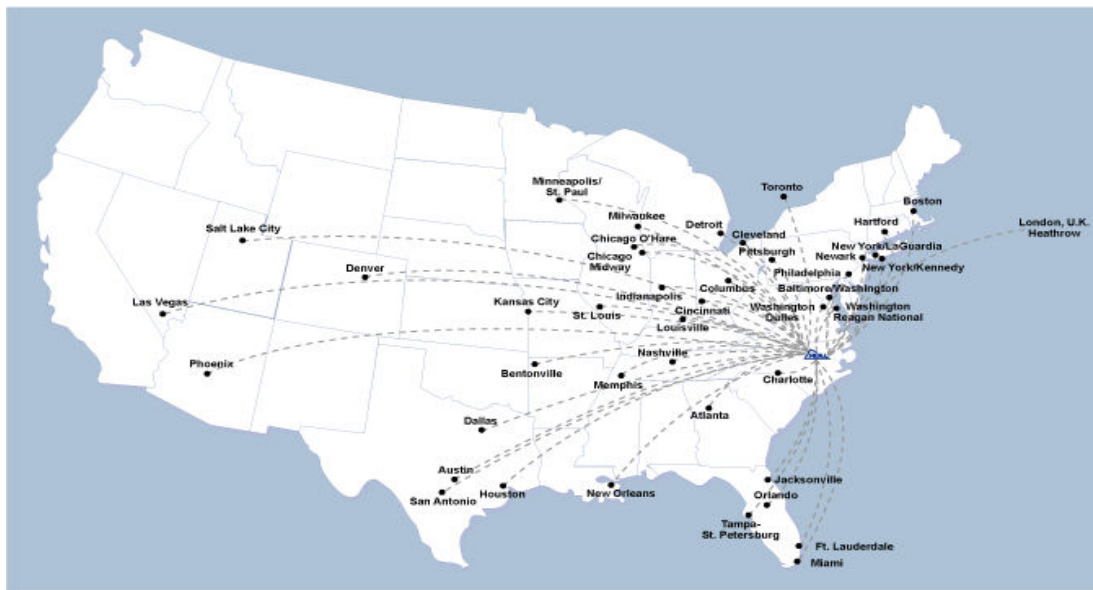 Minneapolis/
St. Paul
Toronto
Boston
Milwaukee
Detroit
Hartford
London, U.K.
Heathrow
Salt Lake City
Cleveland
Chicago O'Hare
New York/LaGuardia
Pittsburgh
Chicago
Midway
Newark
New York/Kennedy
Denver
Philadelphia
Columbus
Baltimore/Washington
Indianapolis
Las Vegas
Kansas City
Cincinnati
St. Louis
Washington
Dulles
Washington
Reagan National
Louisville
Phoenix
Nashville
Bentonville
Memphis
Charlotte
Atlanta
Dallas
Austin
San Antonio
Houston
New Orleans
Jacksonville
Orlando
Tampa-
St. Petersburg
Ft. Lauderdale
Miami